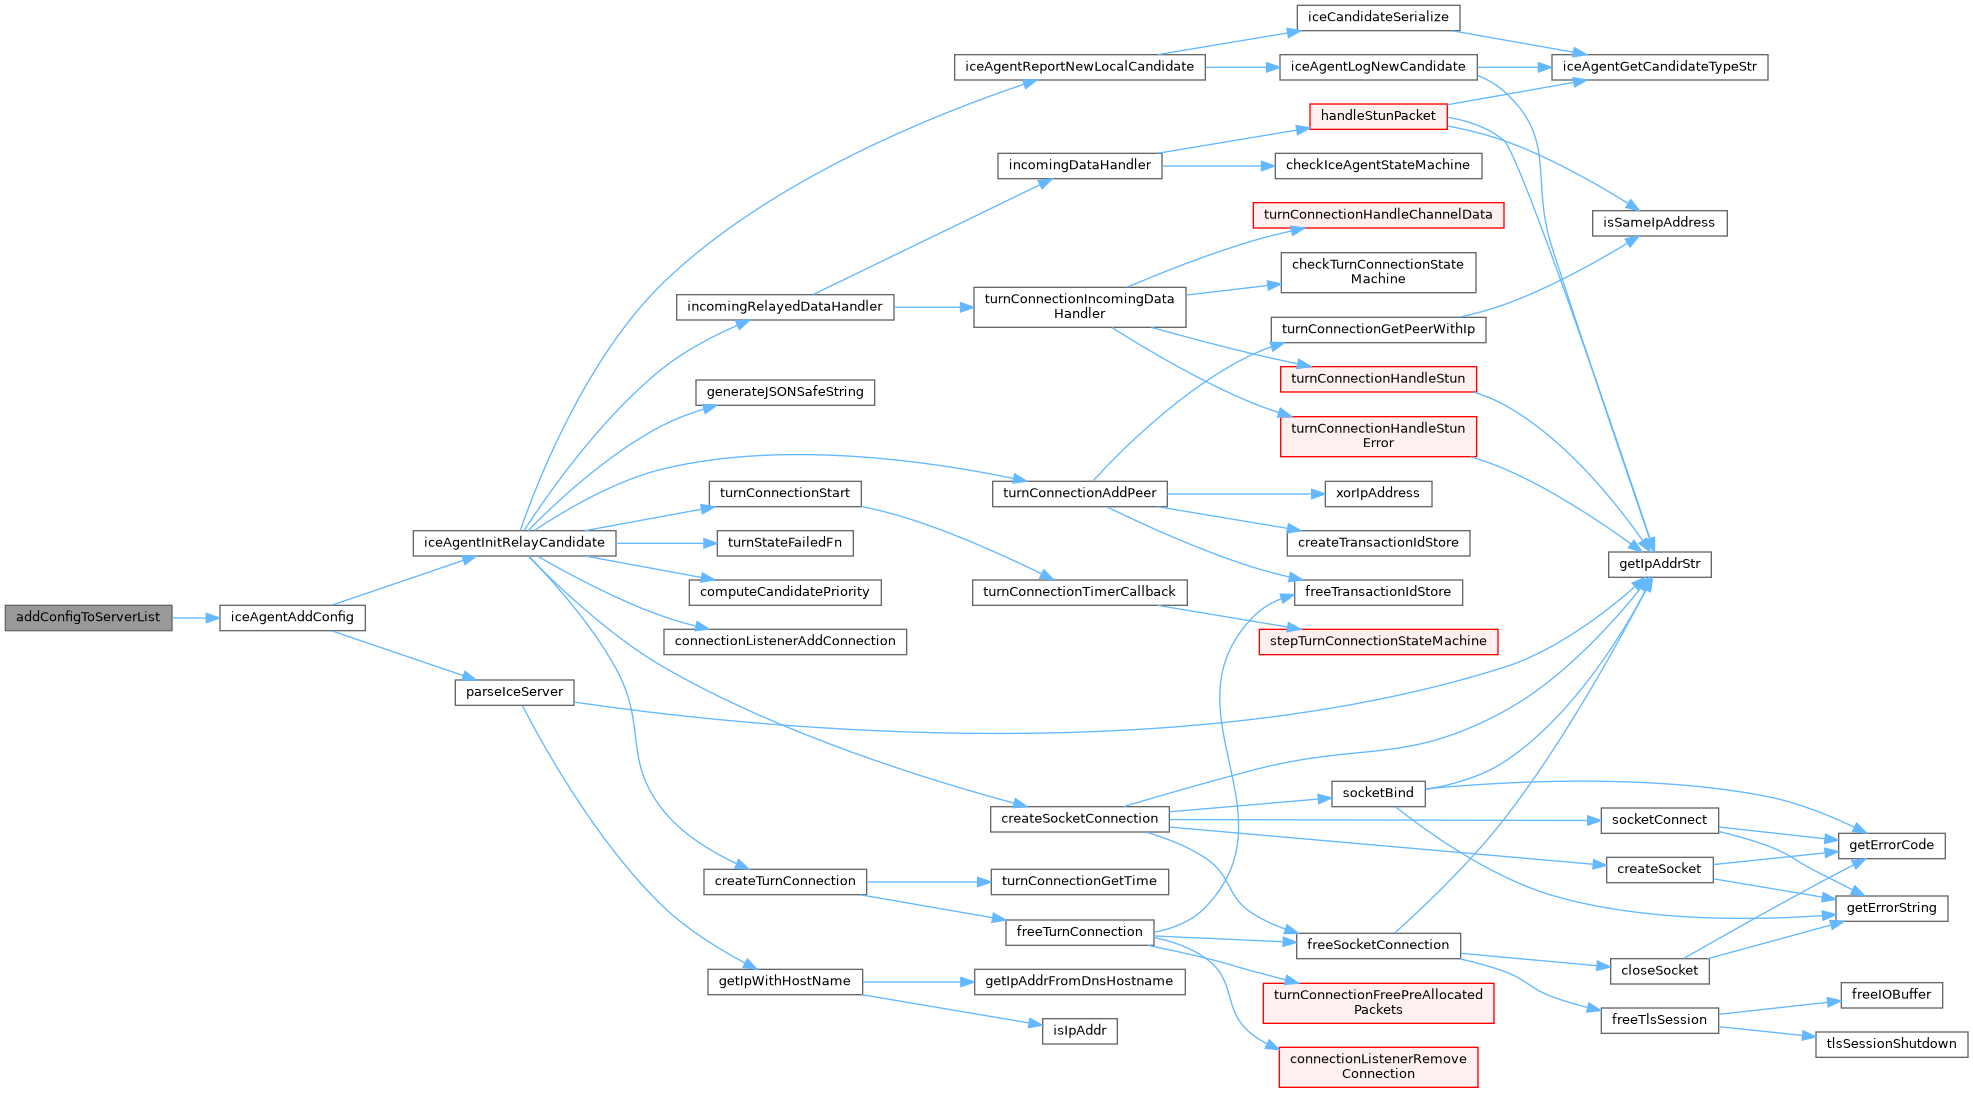 iceCandidateSerialize
iceAgentReportNewLocalCandidate
iceAgentLogNewCandidate
iceAgentGetCandidateTypeStr
handleStunPacket
incomingDataHandler
checkIceAgentStateMachine
turnConnectionHandleChannelData
isSameIpAddress
checkTurnConnectionState
Machine
incomingRelayedDataHandler
turnConnectionIncomingData
Handler
turnConnectionGetPeerWithIp
turnConnectionHandleStun
generateJSONSafeString
turnConnectionHandleStun
Error
turnConnectionStart
turnConnectionAddPeer
xorIpAddress
iceAgentInitRelayCandidate
turnStateFailedFn
createTransactionIdStore
getIpAddrStr
computeCandidatePriority
turnConnectionTimerCallback
freeTransactionIdStore
addConfigToServerList
iceAgentAddConfig
connectionListenerAddConnection
stepTurnConnectionStateMachine
parseIceServer
socketBind
createSocketConnection
socketConnect
getErrorCode
createSocket
createTurnConnection
turnConnectionGetTime
getErrorString
freeTurnConnection
freeSocketConnection
closeSocket
getIpWithHostName
getIpAddrFromDnsHostname
turnConnectionFreePreAllocated
Packets
freeIOBuffer
freeTlsSession
isIpAddr
tlsSessionShutdown
connectionListenerRemove
Connection